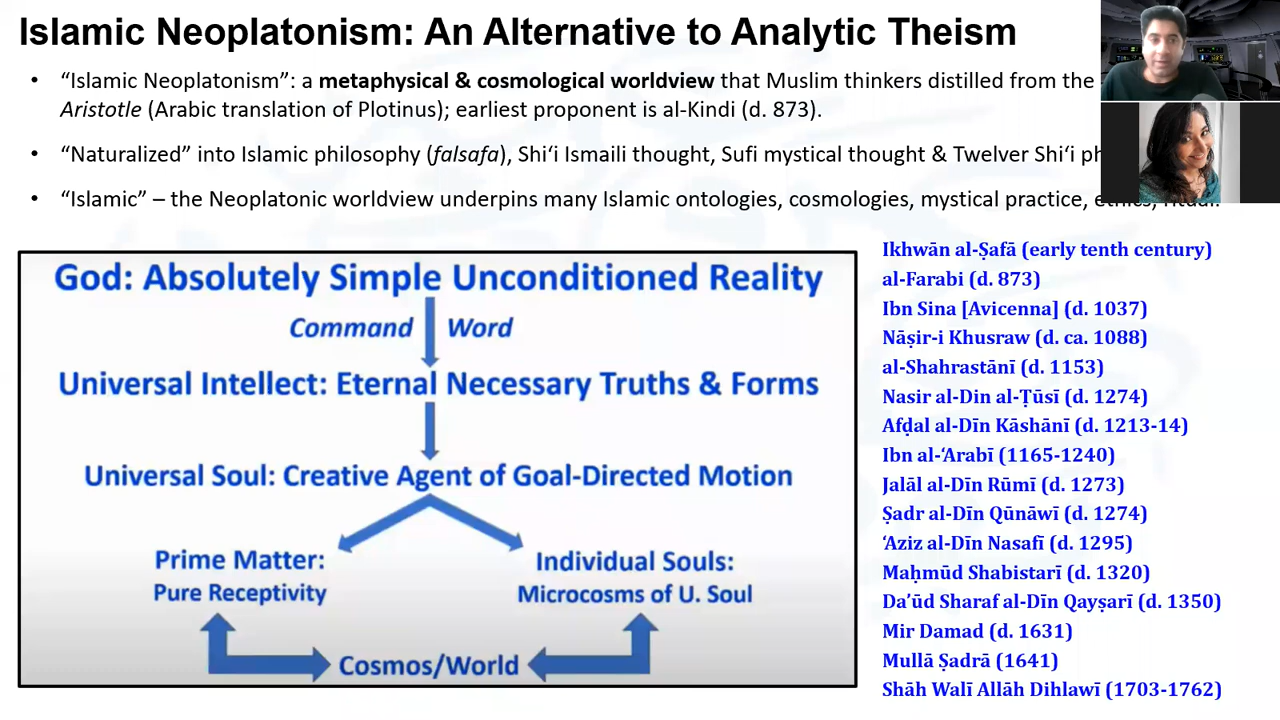 Islamic Neoplatonism: An Alternative to Analytic Theism
• “Islamic Neoplatonism”: a metaphysical & cosmological worldview that Muslim thinkers distilled from the
Aristotle (Arabic translation of Plotinus); earliest proponent is al-Kindi (d. 873).
• “Naturalized” into Islamic philosophy (falsafa), Shi‘i Ismaili thought, Sufi mystical thought & Twelver Shi‘i
• “Islamic” – the Neoplatonic worldview underpins many Islamic ontologies, cosmologies, mystical practice, ethics, ritual.
God: Absolutely Simple Unconditioned Reality
Command Word
Universal Intellect: Eternal Necessary Truths & Forms
Universal Soul: Creative Agent of Goal-Directed Motion
Prime Matter:
Pure Receptivity
Individual Souls:
Microcosms of U. Soul
Cosmos/World
Ikhwān al-Ṣafā (early tenth century)
al-Farabi (d. 873)
Ibn Sina [Avicenna] (d. 1037)
Nāṣir-i Khusraw (d. ca. 1088)
al-Shahrastānī (d. 1153)
Nasir al-Din al-Ṭūsī (d. 1274)
Afḍal al-Dīn Kāshānī (d. 1213-14)
Ibn al-‘Arabī (1165-1240)
Jalāl al-Dīn Rūmī (d. 1273)
Ṣadr al-Dīn Qūnāwī (d. 1274)
‘Aziz al-Dīn Nasafī (d. 1295)
Maḥmūd Shabistarī (d. 1320)
Da’ūd Sharaf al-Dīn Qayṣarī (d. 1350)
Mir Damad (d. 1631)
Mullā Ṣadrā (1641)
Shāh Walī Allāh Dihlawī (1703-1762)